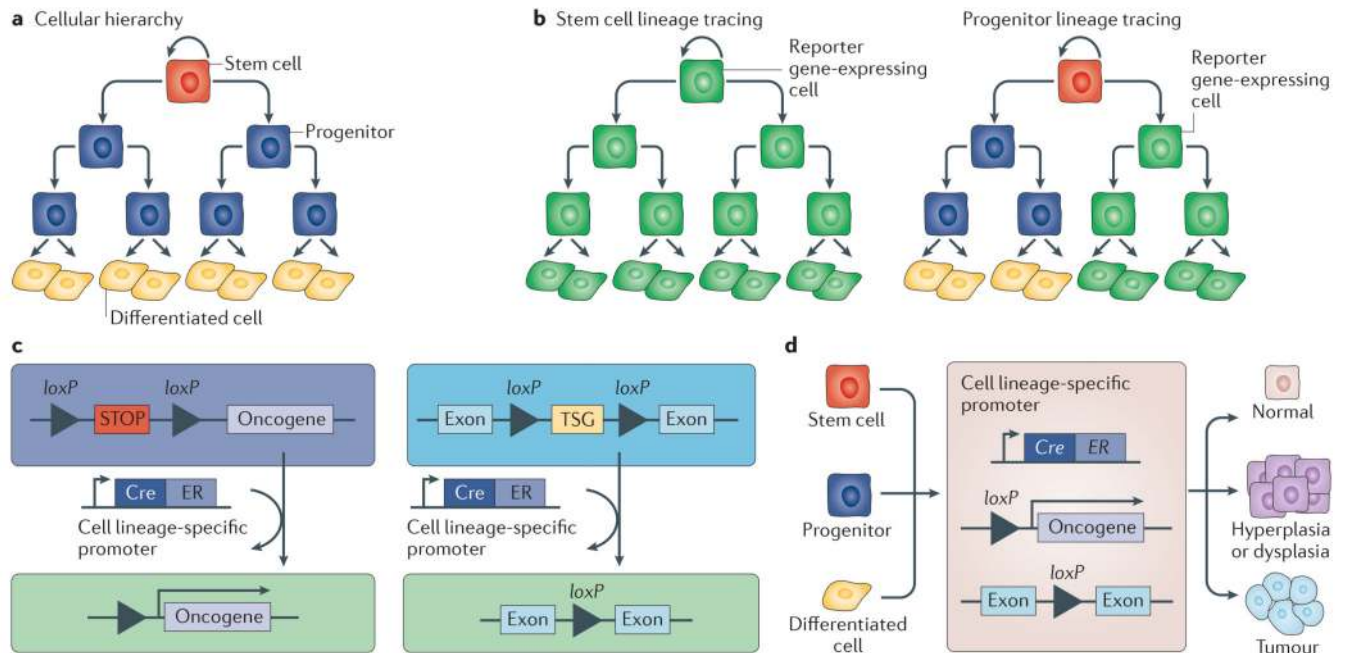 a Cellular hierarchy
Stem cell
Progenitor
Differentiated cell
b Stem cell lineage tracing
Reporter
gene-expressing
cell
Progenitor lineage tracing
Reporter
gene-expressing
cell
c
loxP
loxP
STOP
Oncogene
Cre
ER
Cell lineage-specific
promoter
loxP
Oncogene
loxP
loxP
Exon
TSG
Exon
Cre
ER
Cell lineage-specific
promoter
loxP
Exon
Exon
d
Stem cell
Progenitor
Differentiated
cell
Cell lineage-specific
promoter
Cre
ER
loxP
Oncogene
loxP
Exon
Exon
Normal
Hyperplasia
or dysplasia
Tumour